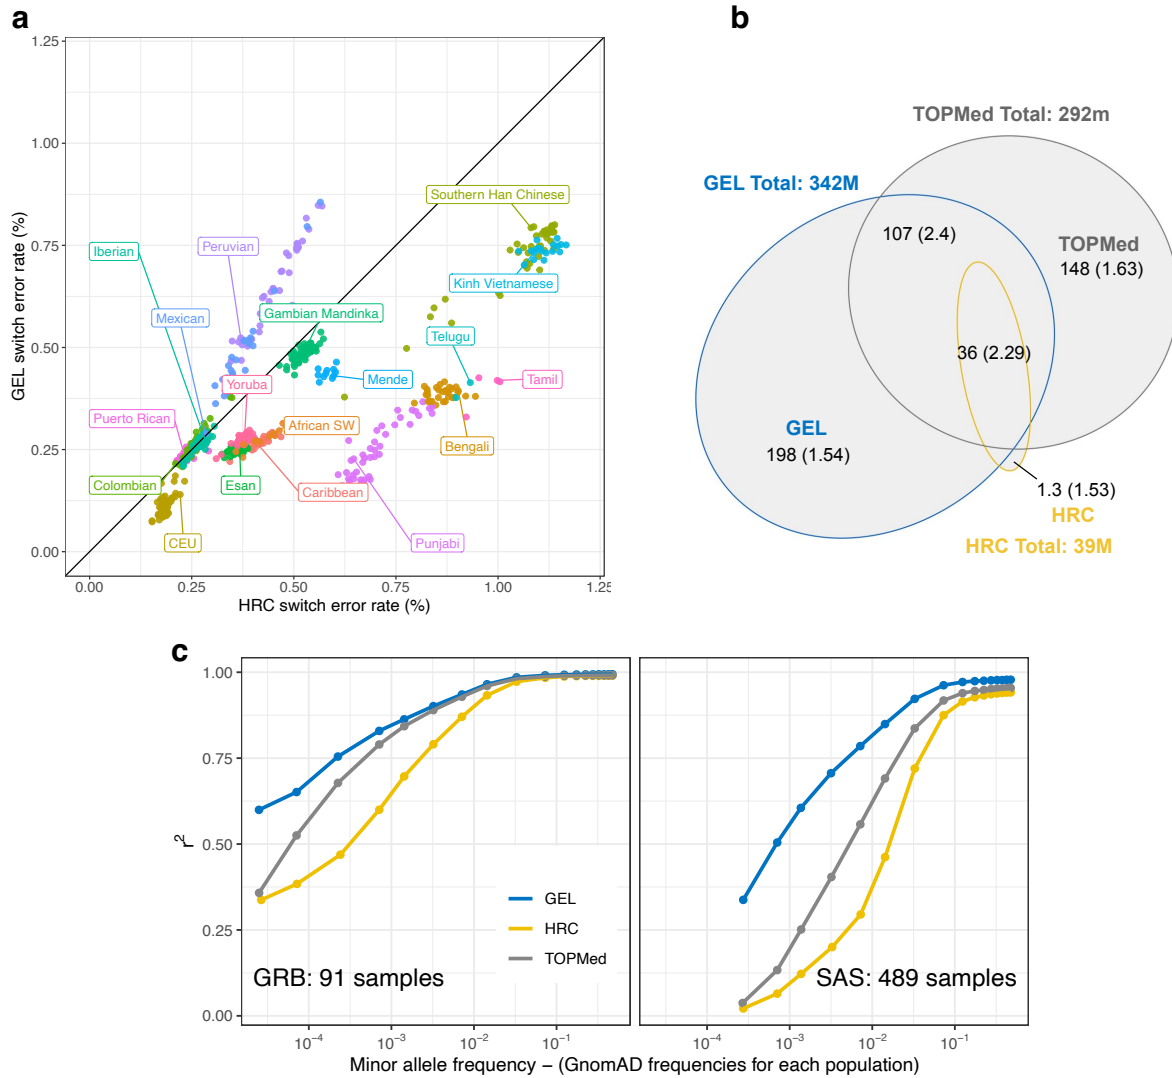 a
1.25
1.00
0.75
0.50
0.25
0.00
GEL switch error rate (%)
Southern Han Chinese
Iberian
Peruvian
Kinh Vietnamese
Mexican
Gambian Mandinka
Telugu
Yoruba
Mende
Tamil
Puerto Rican
African SW
Bengali
Colombian
Esan
Caribbean
CEU
Punjabi
0.00
0.25
0.50
0.75
1.00
1.25
HRC switch error rate (%)
b
TOPMed Total: 292m
GEL Total: 342M
107 (2.4)
TOPMed
148 (1.63)
36 (2.29)
GEL
198 (1.54)
1.3 (1.53)
HRC
HRC Total: 39M
c
1.00
0.75
0.50
0.25
0.00
r²
GEL
HRC
TOPMed
GRB: 91 samples
SAS: 489 samples
10⁻⁴
10⁻³
10⁻²
10⁻¹
10⁻⁴
10⁻³
10⁻²
10⁻¹
Minor allele frequency − (GnomAD frequencies for each population)